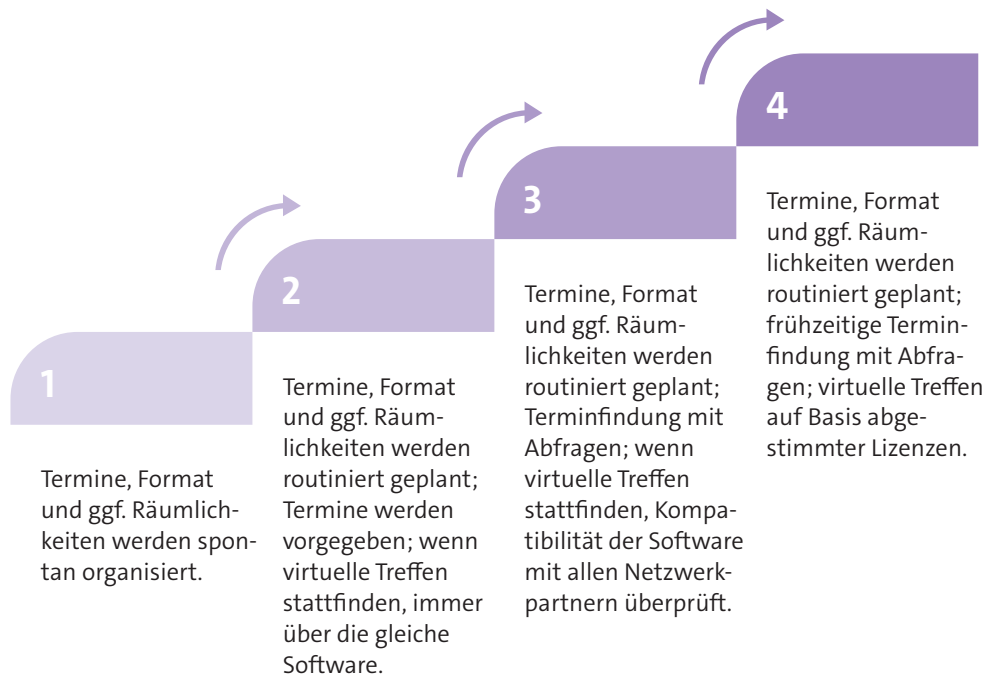 1
Termine, Format
und ggf. Räumlich-
keiten werden spon-
tan organisiert.
2
Termine, Format
und ggf. Räum-
lichkeiten werden
routiniert geplant;
Termine werden
vorgegeben; wenn
virtuelle Treffen
stattfinden, immer
über die gleiche
Software.
3
Termine, Format
und ggf. Räum-
lichkeiten werden
routiniert geplant;
Terminfindung mit
Abfragen; wenn
virtuelle Treffen
stattfinden, Kompa-
tibilität der Software
mit allen Netzwerk-
partnern überprüft.
4
Termine, Format
und ggf. Räum-
lichkeiten werden
routiniert geplant;
frühzeitige Termin-
findung mit Abfra-
gen; virtuelle Treffen
auf Basis abge-
stimmter Lizenzen.